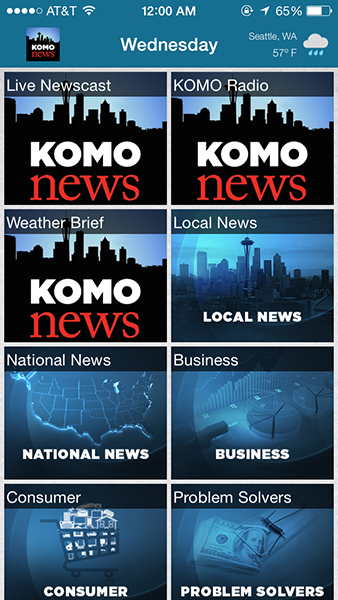 AT&T 12:00 AM 65%
KOMO news Wednesday Seattle, WA
57º F
Live Newscast KOMO Radio
KOMO KOMO
news news
Weather Brief Local News
KOMO
news LOCAL NEWS
National News Business
NATIONAL NEWS BUSINESS
Consumer Problem Solvers
CONSUMER PROBLEM SOLVERS